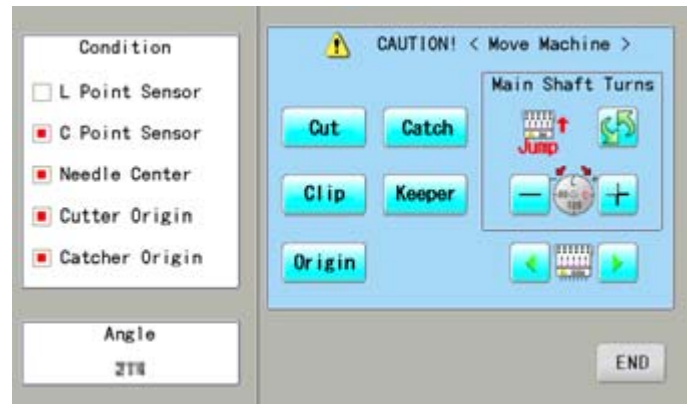 Condition
L Point Sensor
C Point Sensor
Needle Center
Cutter Origin
Catcher Origin
Angle
CAUTION! < Move Machine >
Main Shaft Turns
Cut
Catch
Jump
Clip
Keeper
Origin
END